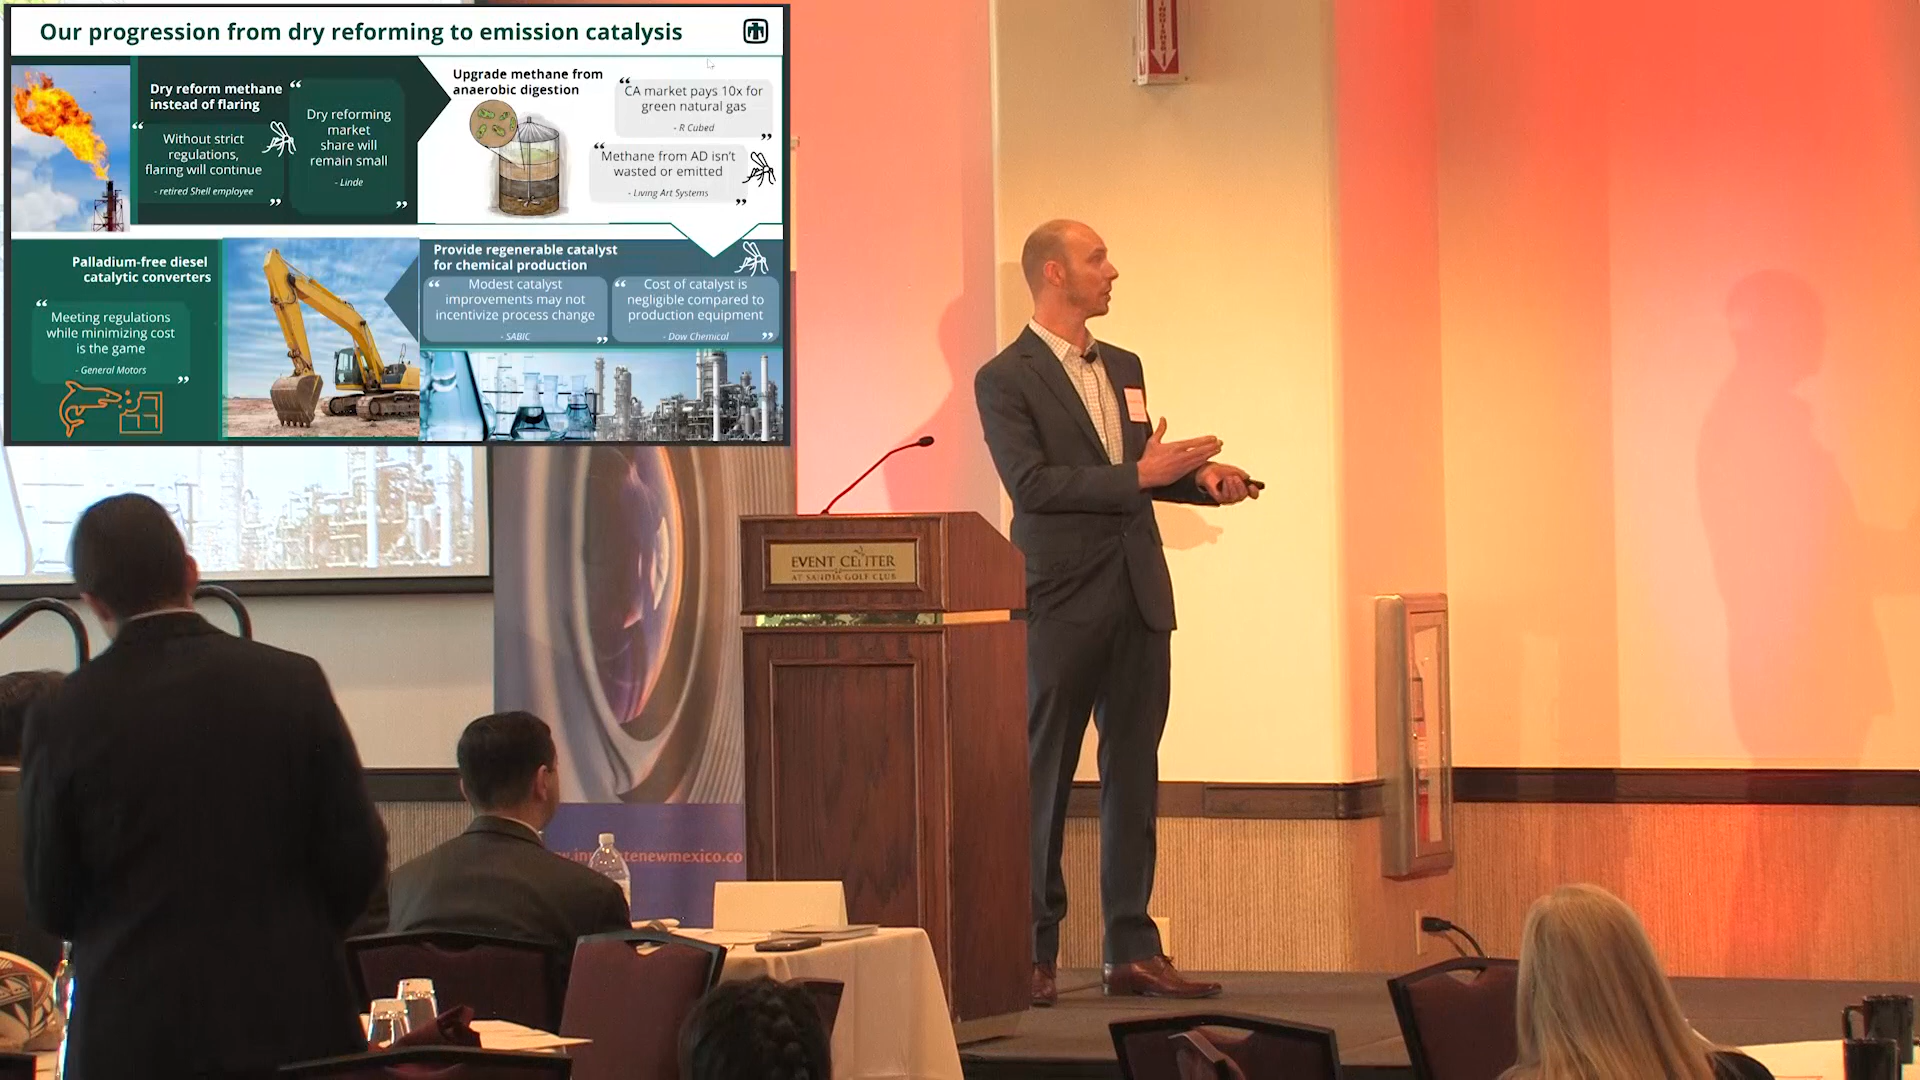 Our progression from dry reforming to emission catalysis
Dry reform methane
instead of flaring
“
Without strict
regulations,
flaring will continue
- retired Shell employee
”
“
Dry reforming
market
share will
remain small
- Linde
”
Upgrade methane from
anaerobic digestion
“
CA market pays 10x for
green natural gas
- R Cubed
”
“
Methane from AD isn't
wasted or emitted
- Living Art Systems
”
Provide regenerable catalyst
for chemical production
“
Modest catalyst
improvements may not
incentivize process change
- SABIC
”
“
Cost of catalyst is
negligible compared to
production equipment
- Dow Chemical
”
Palladium-free diesel
catalytic converters
“
Meeting regulations
while minimizing cost
is the game
- General Motors
”
EVENT CENTER
AT SANDIA GOLF CLUB
tenewmexico.co